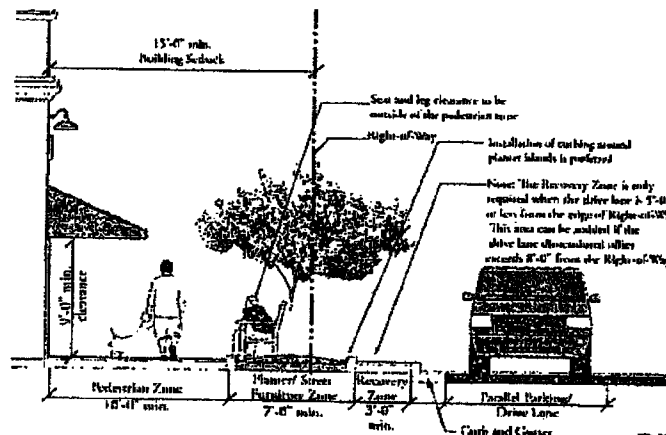 15'-0" min.
Building Setback
Seat and leg clearance to be
outside of the pedestrian zone
Right-of-Way
Installation of curbing around
planter islands is preferred
Note: The Recovery Zone is only
required when the drive lane is 5'-0"
or less from the edge of Right-of-Way
This area can be omitted if the
drive lane dimensional offset
exceeds 8'-0" from the Right-of-Way
9'-0" min.
clearance
Pedestrian Zone
10'-0" min.
Planter/ Street
Furniture Zone
7'-0" min.
Recovery
Zone
3'-0"
min.
Parallel Parking/
Drive Lane
Curb and Gutter